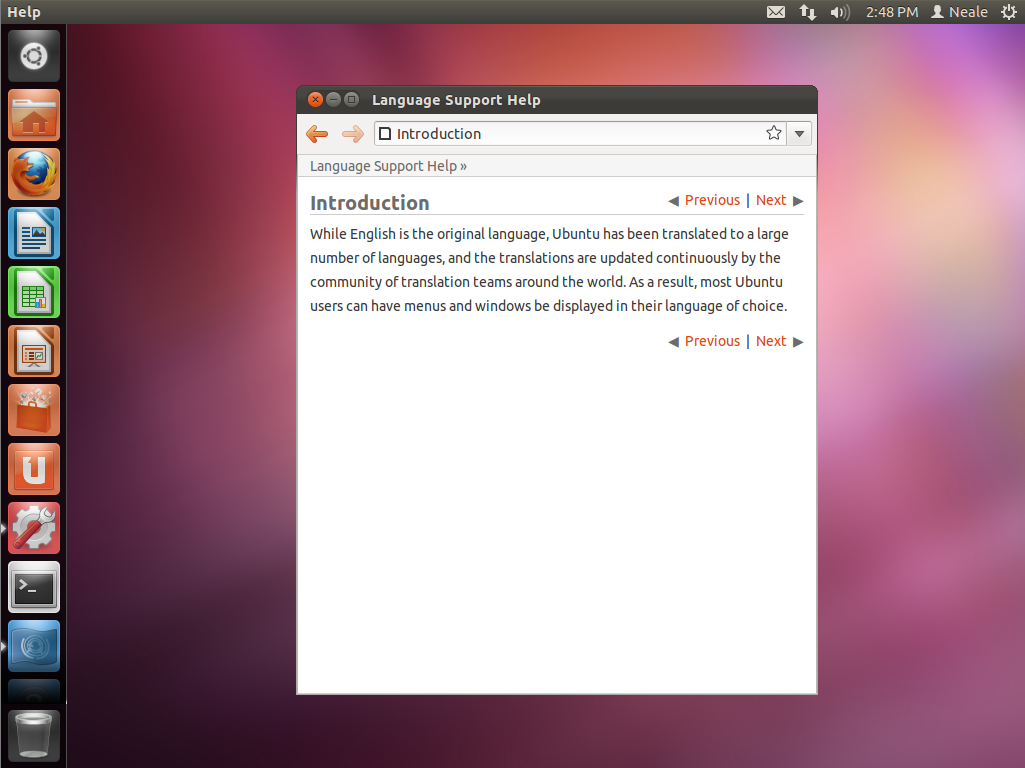 Help
2:48 PM Neale
Language Support Help
Introduction
Language Support Help »
Introduction
◀ Previous | Next ▶
While English is the original language, Ubuntu has been translated to a large
number of languages, and the translations are updated continuously by the
community of translation teams around the world. As a result, most Ubuntu
users can have menus and windows be displayed in their language of choice.
◀ Previous | Next ▶